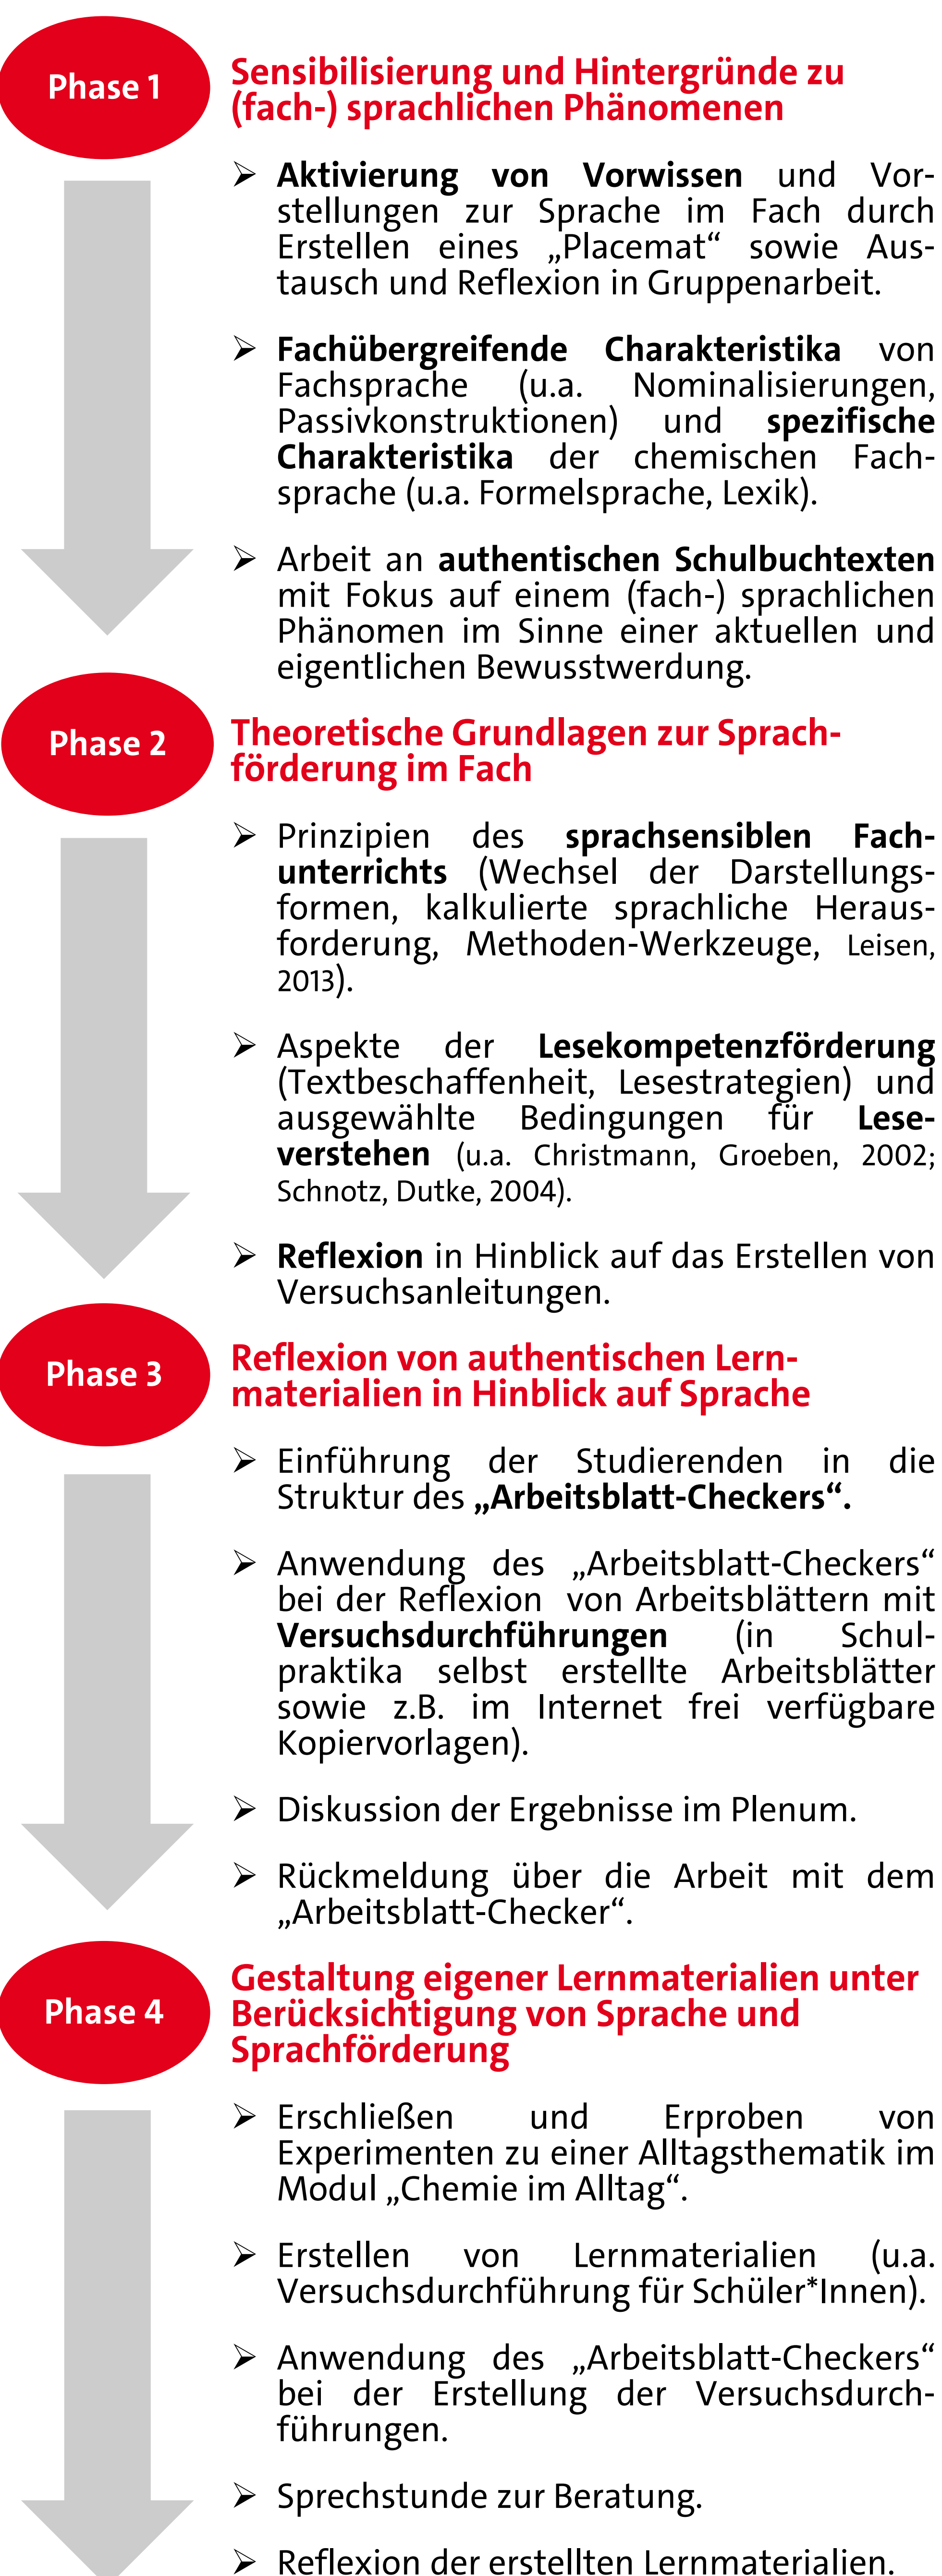 Phase 1
Sensibilisierung und Hintergründe zu
(fach-) sprachlichen Phänomenen
➢ Aktivierung von Vorwissen und Vor-
stellungen zur Sprache im Fach durch
Erstellen eines „Placemat“ sowie Aus-
tausch und Reflexion in Gruppenarbeit.
➢ Fachübergreifende Charakteristika von
Fachsprache (u.a. Nominalisierungen,
Passivkonstruktionen) und spezifische
Charakteristika der chemischen Fach-
sprache (u.a. Formelsprache, Lexik).
➢ Arbeit an authentischen Schulbuchtexten
mit Fokus auf einem (fach-) sprachlichen
Phänomen im Sinne einer aktuellen und
eigentlichen Bewusstwerdung.
Phase 2
Theoretische Grundlagen zur Sprach-
förderung im Fach
➢ Prinzipien des sprachsensiblen Fach-
unterrichts (Wechsel der Darstellungs-
formen, kalkulierte sprachliche Heraus-
forderung, Methoden-Werkzeuge, Leisen,
2013).
➢ Aspekte der Lesekompetenzförderung
(Textbeschaffenheit, Lesestrategien) und
ausgewählte Bedingungen für Lese-
verstehen (u.a. Christmann, Groeben, 2002;
Schnotz, Dutke, 2004).
➢ Reflexion in Hinblick auf das Erstellen von
Versuchsanleitungen.
Phase 3
Reflexion von authentischen Lern-
materialien in Hinblick auf Sprache
➢ Einführung der Studierenden in die
Struktur des „Arbeitsblatt-Checkers“.
➢ Anwendung des „Arbeitsblatt-Checkers“
bei der Reflexion von Arbeitsblättern mit
Versuchsdurchführungen (in Schul-
praktika selbst erstellte Arbeitsblätter
sowie z.B. im Internet frei verfügbare
Kopiervorlagen).
➢ Diskussion der Ergebnisse im Plenum.
➢ Rückmeldung über die Arbeit mit dem
„Arbeitsblatt-Checker“.
Phase 4
Gestaltung eigener Lernmaterialien unter
Berücksichtigung von Sprache und
Sprachförderung
➢ Erschließen und Erproben von
Experimenten zu einer Alltagsthematik im
Modul „Chemie im Alltag“.
➢ Erstellen von Lernmaterialien (u.a.
Versuchsdurchführung für Schüler*Innen).
➢ Anwendung des „Arbeitsblatt-Checkers“
bei der Erstellung der Versuchsdurch-
führungen.
➢ Sprechstunde zur Beratung.
➢ Reflexion der erstellten Lernmaterialien.